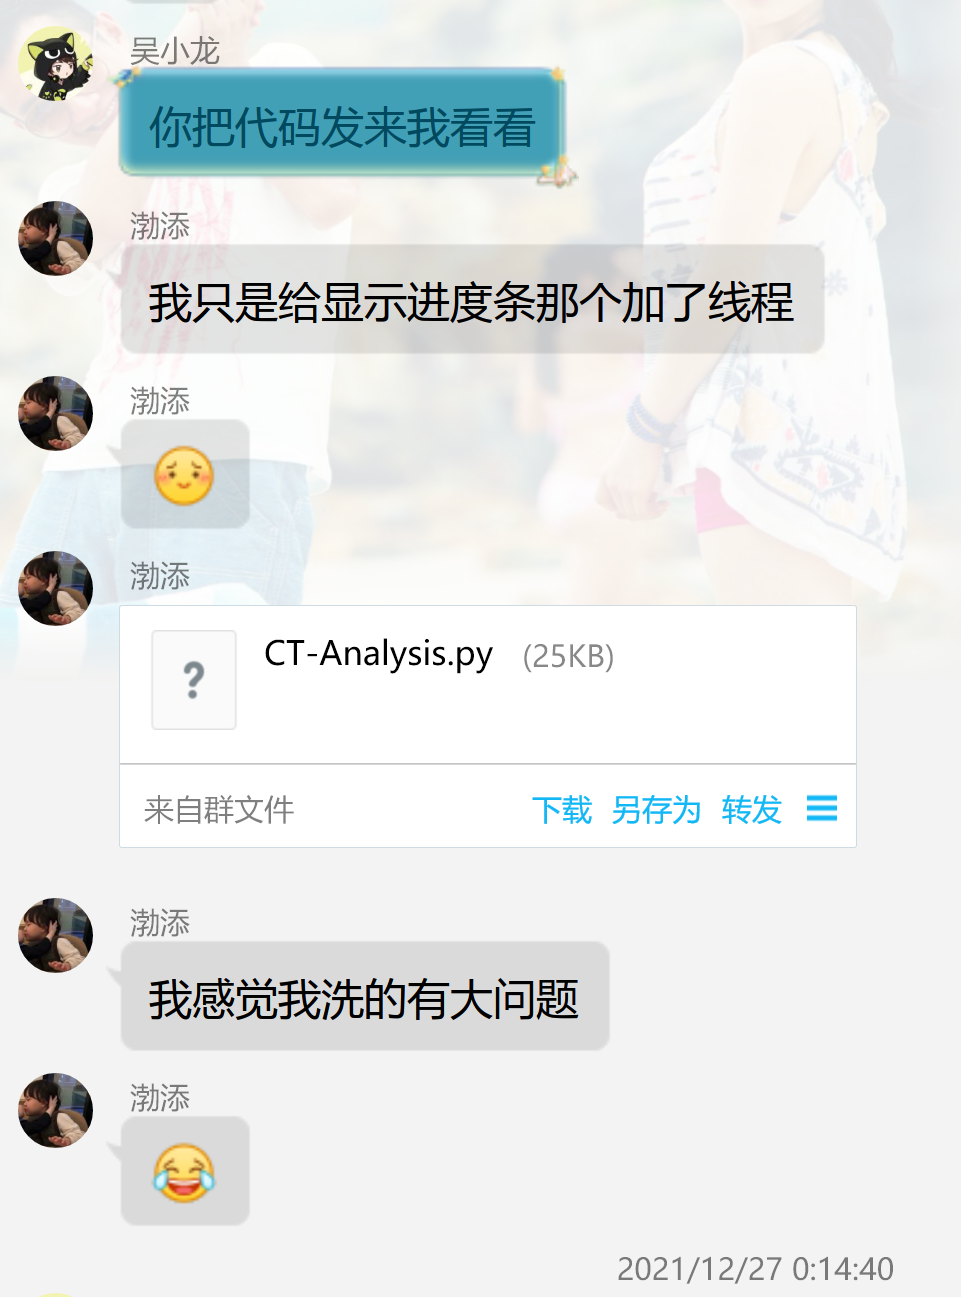 吴小龙
你把代码发来我看看
渤添
我只是给显示进度条那个加了线程
渤添
渤添
?
CT-Analysis.py (25KB)
来自群文件 下载 另存为 转发
渤添
我感觉我洗的有大问题
渤添
2021/12/27 0:14:40